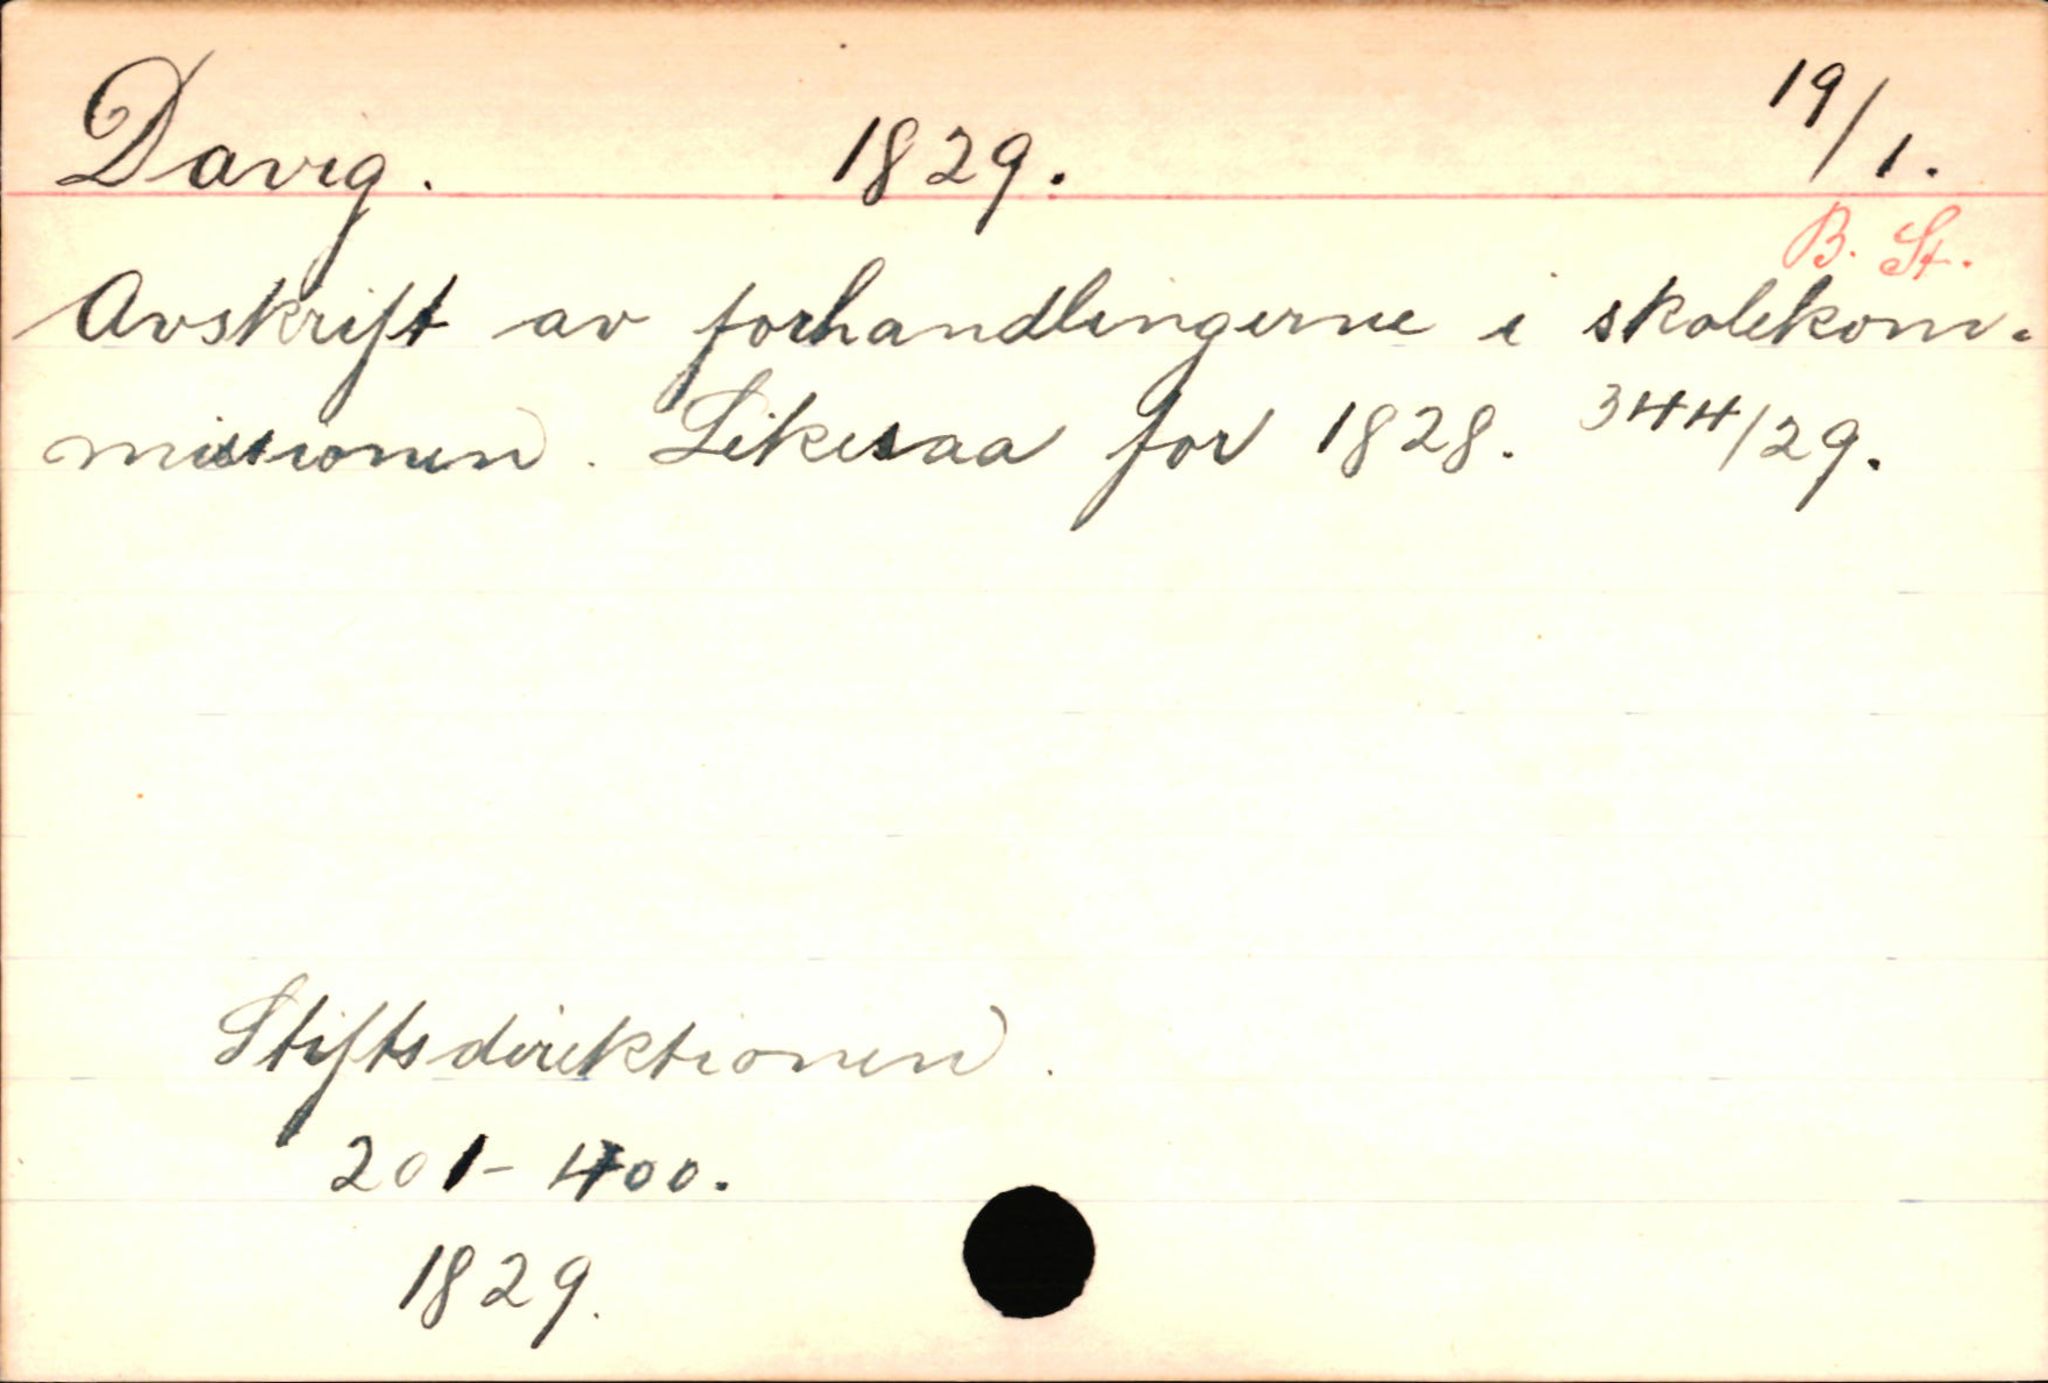 Davig. 1829. 19/1.
B. St.
Avskrift av forhandlingerne i skolekom-
missionen. Likesaa for 1828. 344/29.
Stiftsdirektionen.
201-400.
1829.